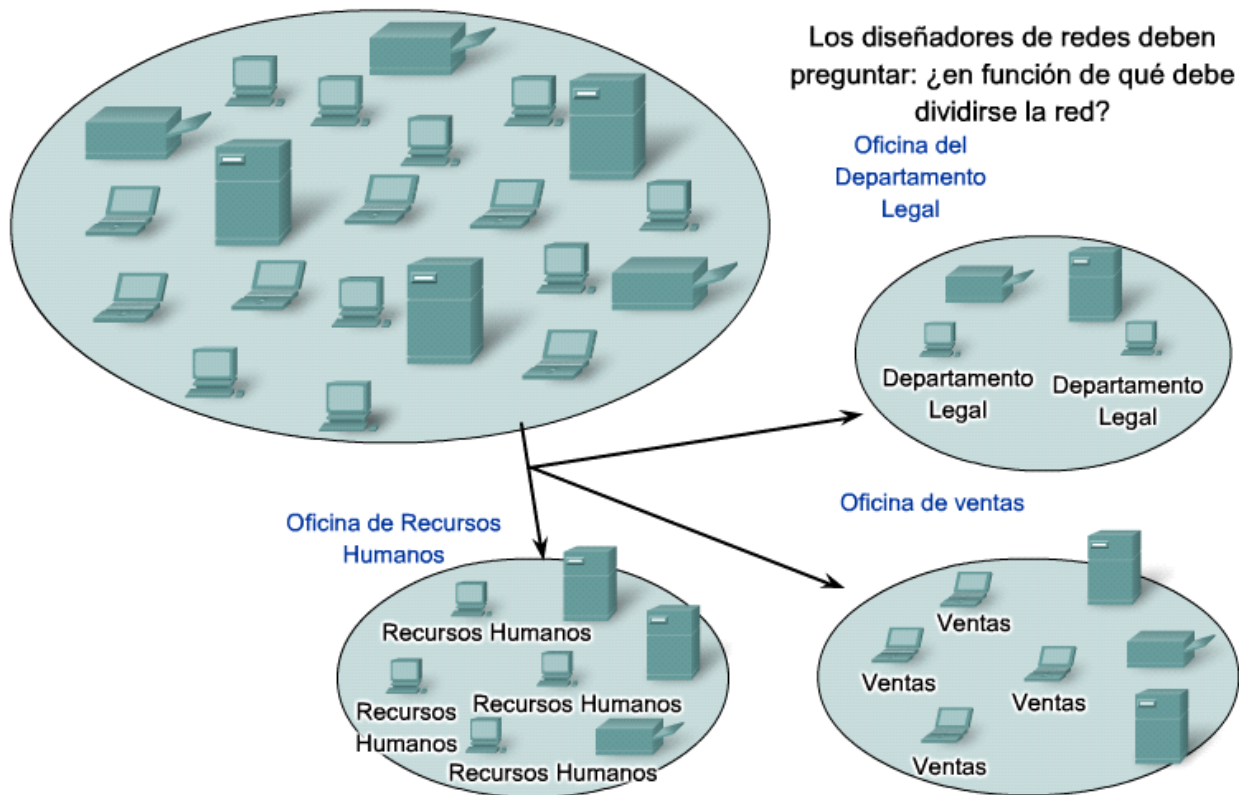 Los diseñadores de redes deben
preguntar: ¿en función de qué debe
dividirse la red?
Oficina del
Departamento
Legal
Departamento
Legal
Departamento
Legal
Oficina de Recursos
Humanos
Recursos Humanos
Recursos
Humanos
Recursos Humanos
Recursos Humanos
Oficina de ventas
Ventas
Ventas
Ventas
Ventas